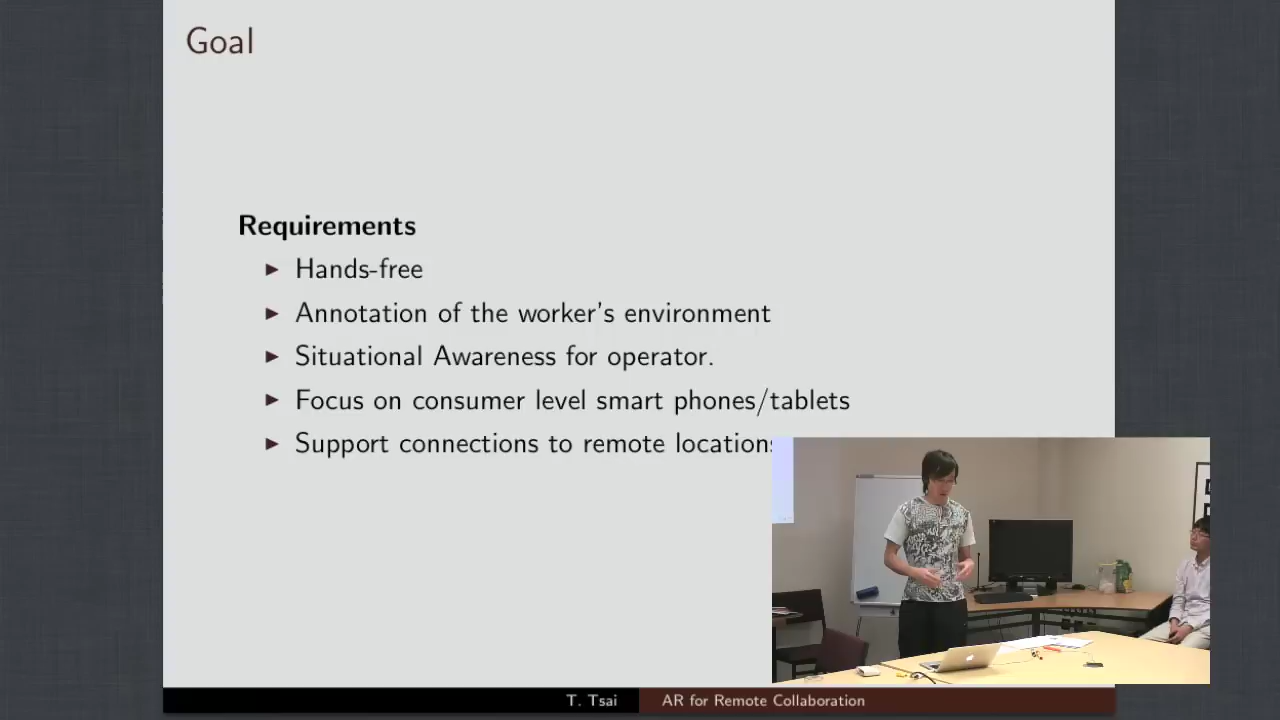 Goal
Requirements
Hands-free
Annotation of the worker's environment
Situational Awareness for operator.
Focus on consumer level smart phones/tablets
Support connections to remote locations
T. Tsai
AR for Remote Collaboration